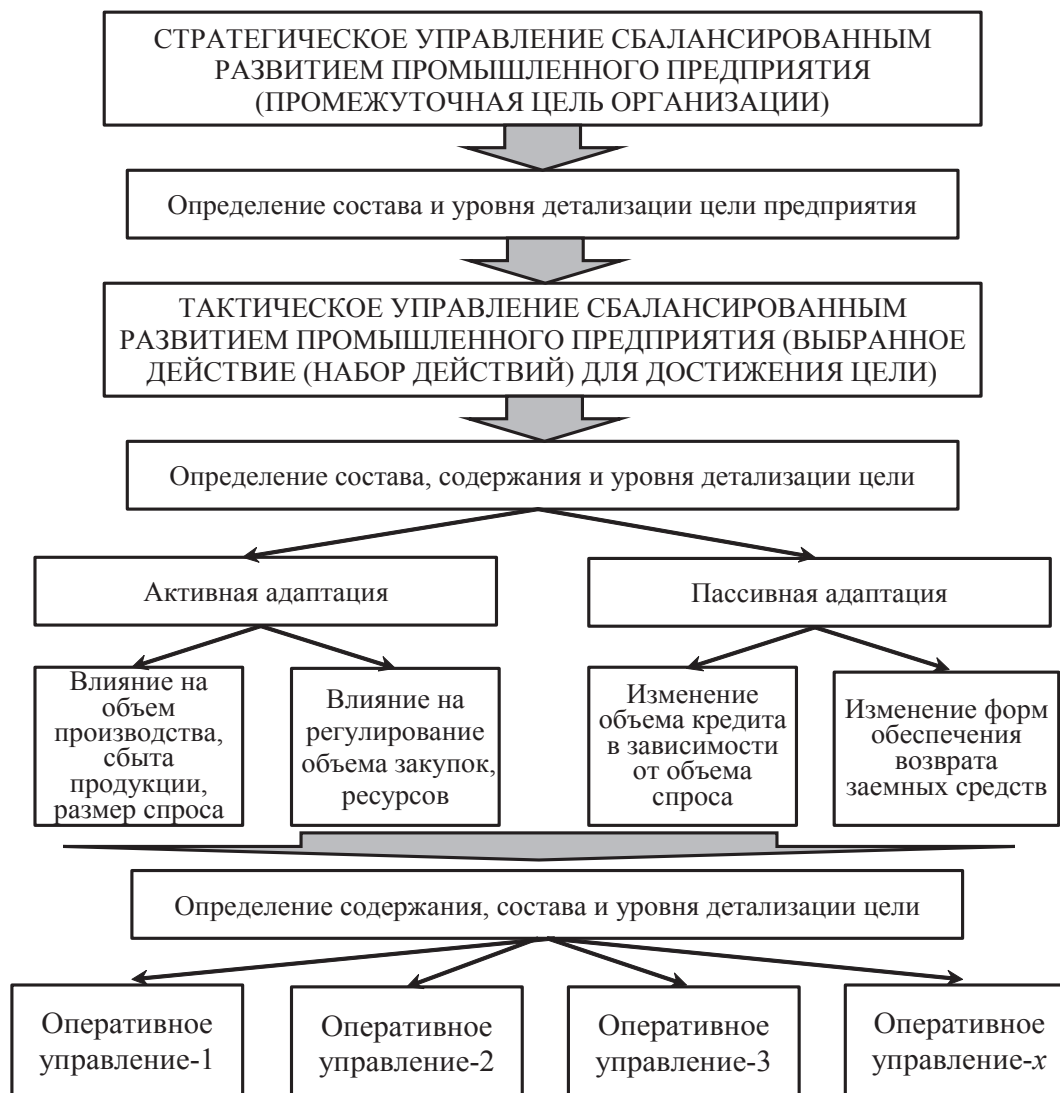 СТРАТЕГИЧЕСКОЕ УПРАВЛЕНИЕ СБАЛАНСИРОВАННЫМ
РАЗВИТИЕМ ПРОМЫШЛЕННОГО ПРЕДПРИЯТИЯ
(ПРОМЕЖУТОЧНАЯ ЦЕЛЬ ОРГАНИЗАЦИИ)
Определение состава и уровня детализации цели предприятия
ТАКТИЧЕСКОЕ УПРАВЛЕНИЕ СБАЛАНСИРОВАННЫМ
РАЗВИТИЕМ ПРОМЫШЛЕННОГО ПРЕДПРИЯТИЯ (ВЫБРАННОЕ
ДЕЙСТВИЕ (НАБОР ДЕЙСТВИЙ) ДЛЯ ДОСТИЖЕНИЯ ЦЕЛИ)
Определение состава, содержания и уровня детализации цели
Активная адаптация
Пассивная адаптация
Влияние на
объем
производства,
сбыта
продукции,
размер спроса
Влияние на
регулирование
объема закупок,
ресурсов
Изменение
объема кредита
в зависимости
от объема
спроса
Изменение форм
обеспечения
возврата
заемных средств
Определение содержания, состава и уровня детализации цели
Оперативное
управление-1
Оперативное
управление-2
Оперативное
управление-3
Оперативное
управление-x